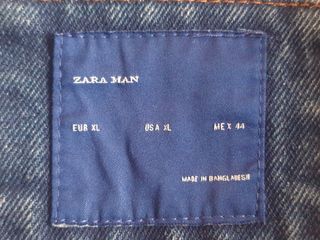 ZARA MAN
EUR XL USA XL MEX 44
MADE IN BANGLADESH